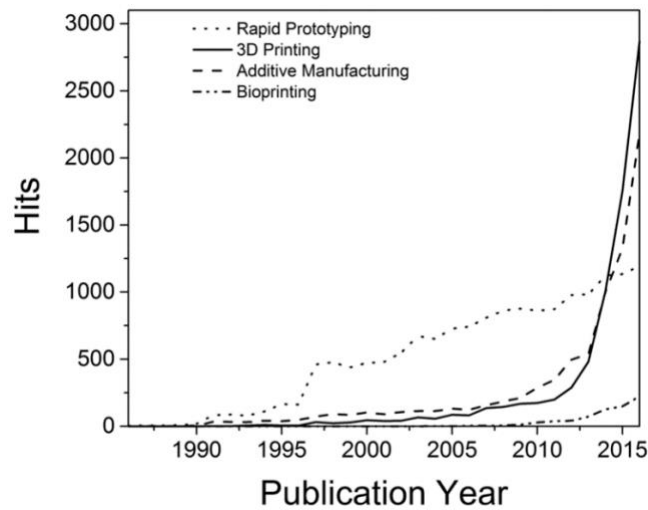 Rapid Prototyping
3D Printing
Additive Manufacturing
Bioprinting
3000
2500
2000
1500
1000
500
0
Hits
1990 1995 2000 2005 2010 2015
Publication Year